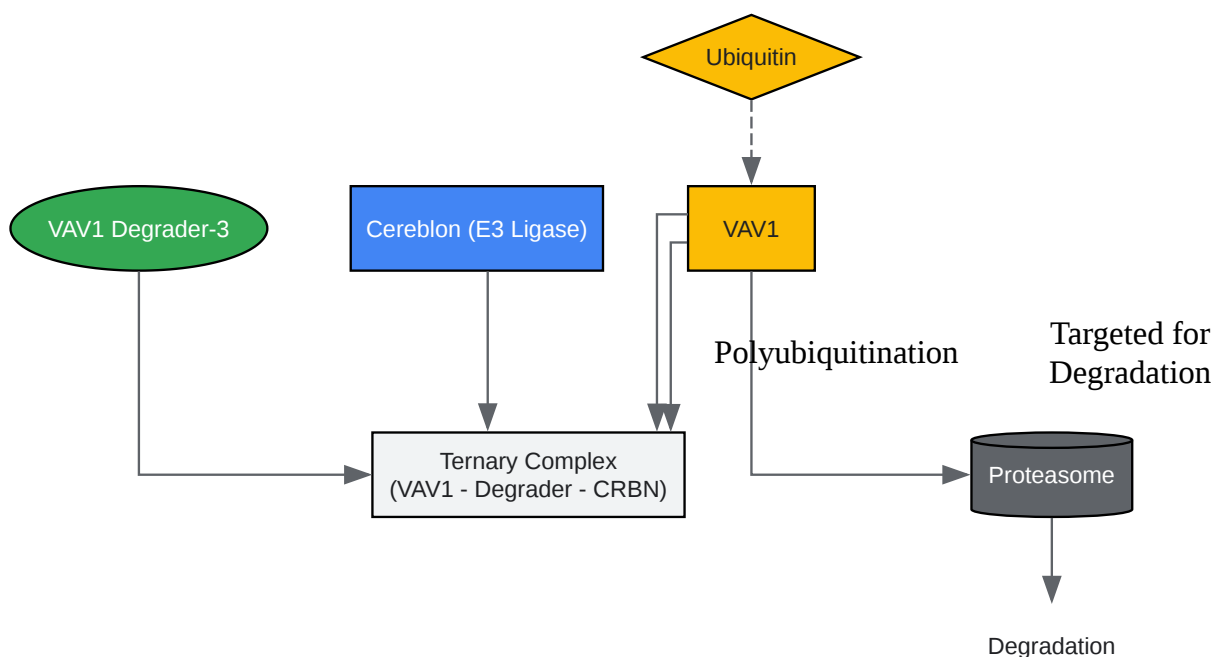 Ubiquitin
VAV1 Degrader-3
Cereblon (E3 Ligase)
VAV1
Polyubiquitination
Targeted for
Degradation
Ternary Complex
(VAV1 - Degrader - CRBN)
Proteasome
Degradation